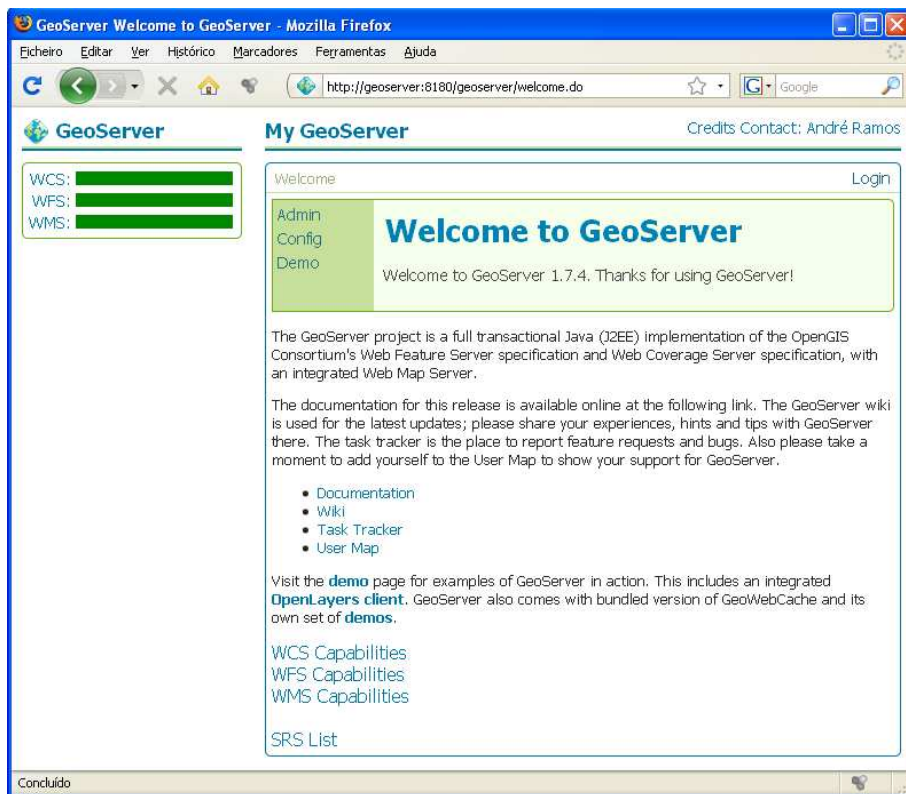 GeoServer Welcome to GeoServer - Mozilla Firefox
Ficheiro Editar Ver Histórico Marcadores Ferramentas Ajuda
http://geoserver:8180/geoserver/welcome.do
G Google
GeoServer
My GeoServer
Credits Contact: André Ramos
WCS:
WFS:
WMS:
Welcome
Login
Admin
Config
Demo
Welcome to GeoServer
Welcome to GeoServer 1.7.4. Thanks for using GeoServer!
The GeoServer project is a full transactional Java (J2EE) implementation of the OpenGIS
Consortium's Web Feature Server specification and Web Coverage Server specification, with
an integrated Web Map Server.
The documentation for this release is available online at the following link. The GeoServer wiki
is used for the latest updates; please share your experiences, hints and tips with GeoServer
there. The task tracker is the place to report feature requests and bugs. Also please take a
moment to add yourself to the User Map to show your support for GeoServer.
• Documentation
• Wiki
• Task Tracker
• User Map
Visit the demo page for examples of GeoServer in action. This includes an integrated
OpenLayers client. GeoServer also comes with bundled version of GeoWebCache and its
own set of demos.
WCS Capabilities
WFS Capabilities
WMS Capabilities
SRS List
Concluído